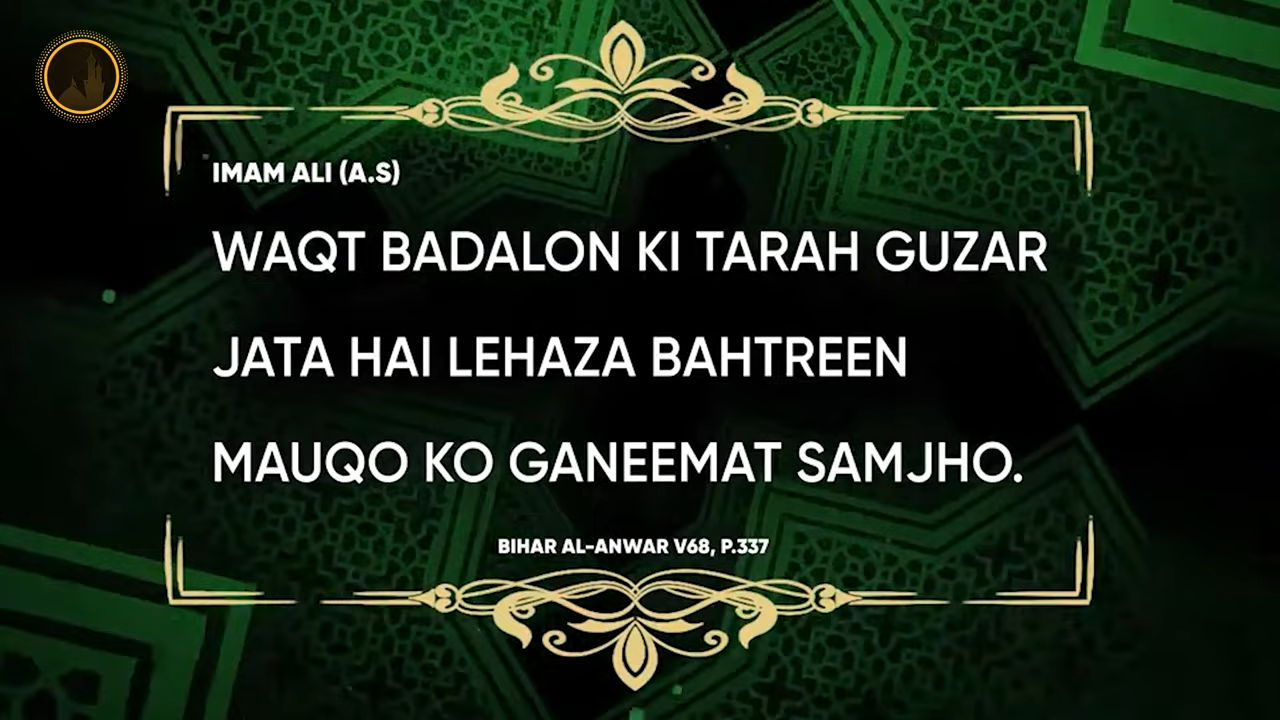 IMAM ALI (A.S)
WAQT BADALON KI TARAH GUZAR
JATA HAI LEHAZA BAHTREEN
MAUQO KO GANEEMAT SAMJHO.
BIHAR AL-ANWAR V68, P.337